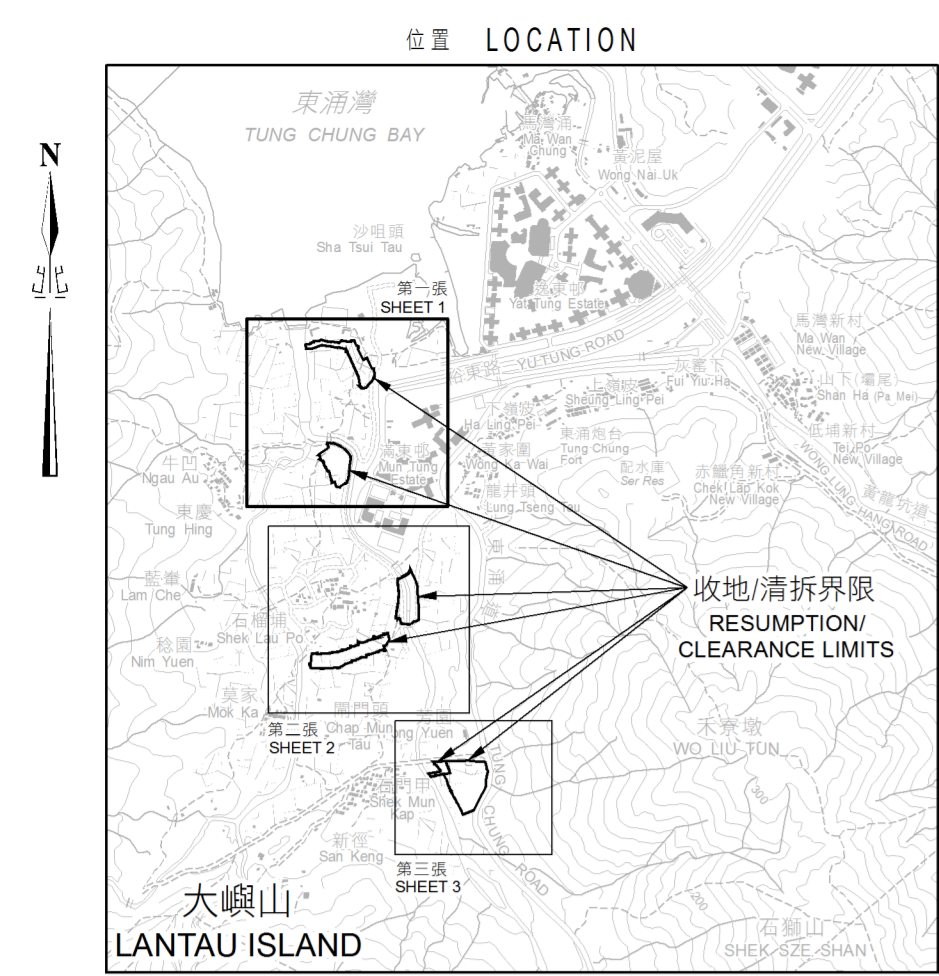 位置 LOCATION
N
北
東涌灣
TUNG CHUNG BAY
馬灣涌
Ma Wan
Chung
黃泥屋
Wong Nai Uk
沙咀頭
Sha Tsui Tau
第一張
SHEET 1
逸東邨
Yat Tung Estate
馬灣新村
Ma Wan
New Village
裕東路
YU TUNG ROAD
灰窰下
Fui Yiu Ha
山下(壩尾)
Shan Ha (Pa Mei)
上嶺皮
Sheung Ling Pei
下嶺皮
Ha Ling Pei
低埔新村
Tei Po
New Village
滿東邨
Mun Tung
Estate
黃家圍
Wong Ka Wai
東涌炮台
Tung Chung
Fort
配水庫
Ser Res
赤鱲角新村
Chek Lap Kok
New Village
黃龍坑道
WONG LUNG HANG ROAD
牛凹
Ngau Au
龍井頭
Lung Tseng Tau
東慶
Tung Hing
東涌道
藍輋
Lam Che
收地/清拆界限
RESUMPTION/
CLEARANCE LIMITS
石榴埔
Shek Lau Po
稔園
Nim Yuen
莫家
Mok Ka
第二張
SHEET 2
閘門頭
Chap Mun
Tau
芳園
ong Yuen
禾寮墩
WO LIU TUN
300
石門甲
Shek Mun
Kap
TUNG CHUNG ROAD
新徑
San Keng
第三張
SHEET 3
200
大嶼山
LANTAU ISLAND
石獅山
SHEK SZE SHAN